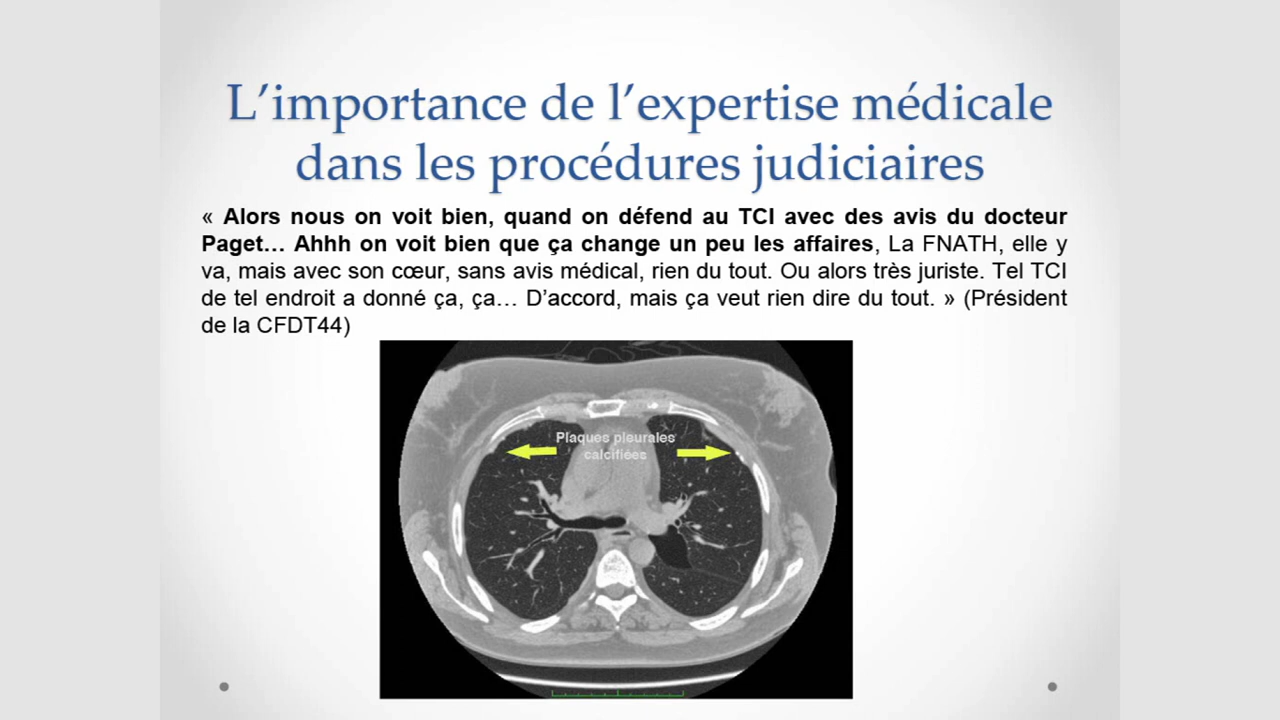 L’importance de l’expertise médicale
dans les procédures judiciaires
« Alors nous on voit bien, quand on défend au TCI avec des avis du docteur
Paget… Ahhh on voit bien que ça change un peu les affaires, La FNATH, elle y
va, mais avec son cœur, sans avis médical, rien du tout. Ou alors très juriste. Tel TCI
de tel endroit a donné ça, ça… D’accord, mais ça veut rien dire du tout. » (Président
de la CFDT44)
Plaques pleurales
calcifiées